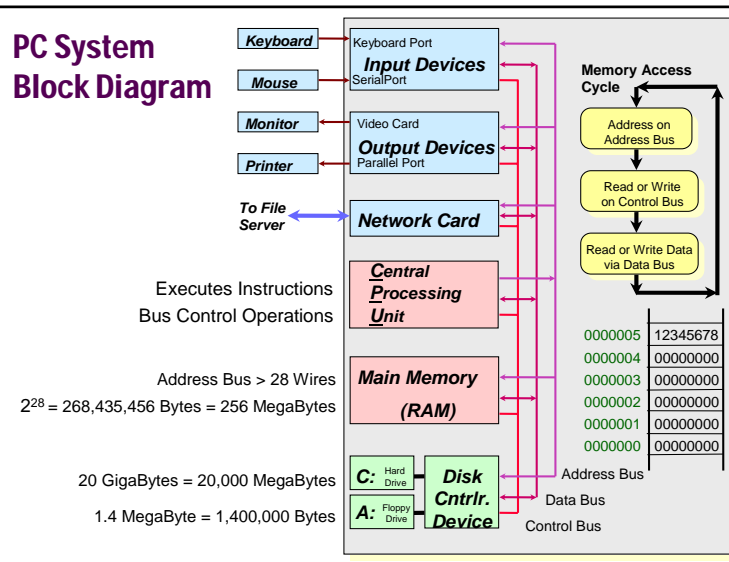 PC System
Block Diagram
Keyboard
Mouse
Monitor
Printer
To File
Server
Keyboard Port
Input Devices
SerialPort
Video Card
Output Devices
Parallel Port
Network Card
Executes Instructions
Bus Control Operations
Central
Processing
Unit
Address Bus > 28 Wires
2²⁸ = 268,435,456 Bytes = 256 MegaBytes
Main Memory
(RAM)
20 GigaBytes = 20,000 MegaBytes
1.4 MegaByte = 1,400,000 Bytes
C: Hard
Drive
A: Floppy
Drive
Disk
Cntrlr.
Device
Address Bus
Data Bus
Control Bus
Memory Access
Cycle
Address on
Address Bus
Read or Write
on Control Bus
Read or Write Data
via Data Bus
0000005 12345678
0000004 00000000
0000003 00000000
0000002 00000000
0000001 00000000
0000000 00000000